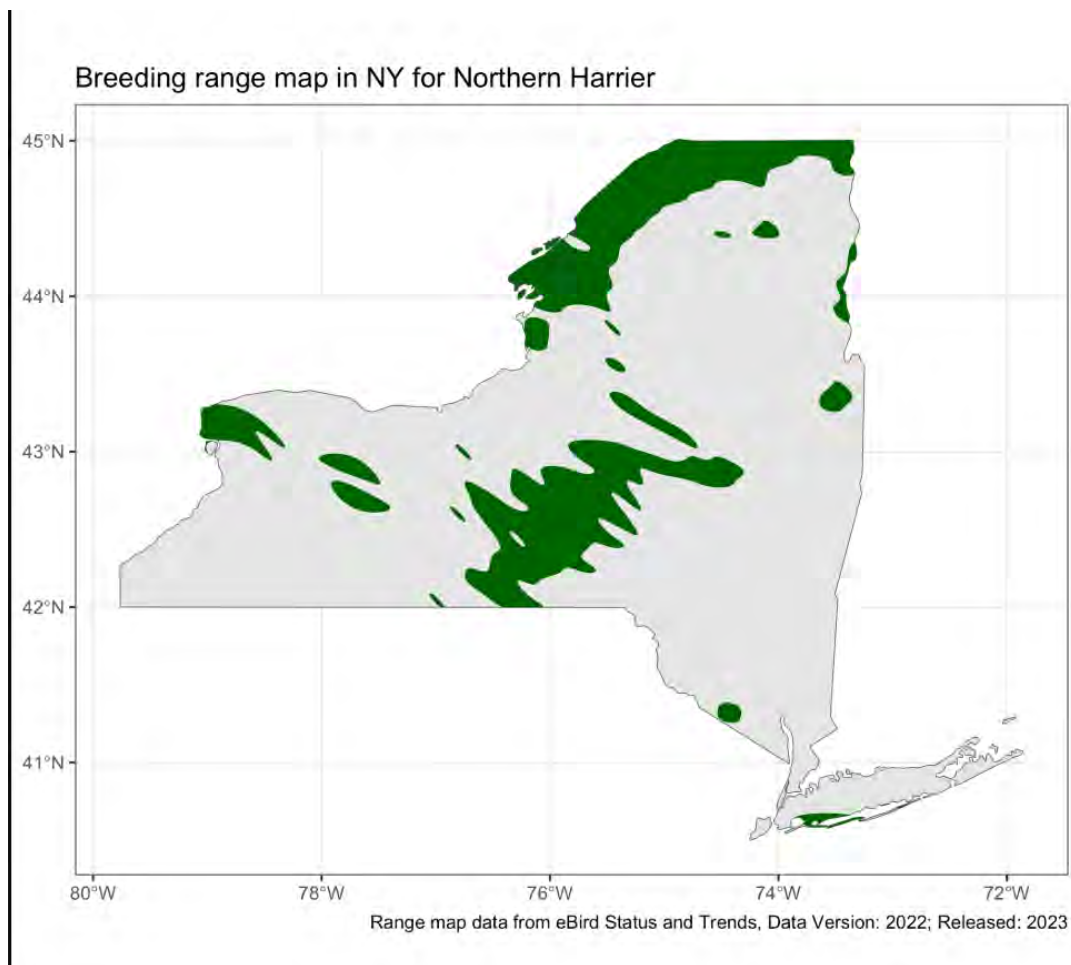 Breeding range map in NY for Northern Harrier
45°N
44°N
43°N
42°N
41°N
80°W
78°W
76°W
74°W
72°W
Range map data from eBird Status and Trends, Data Version: 2022; Released: 2023